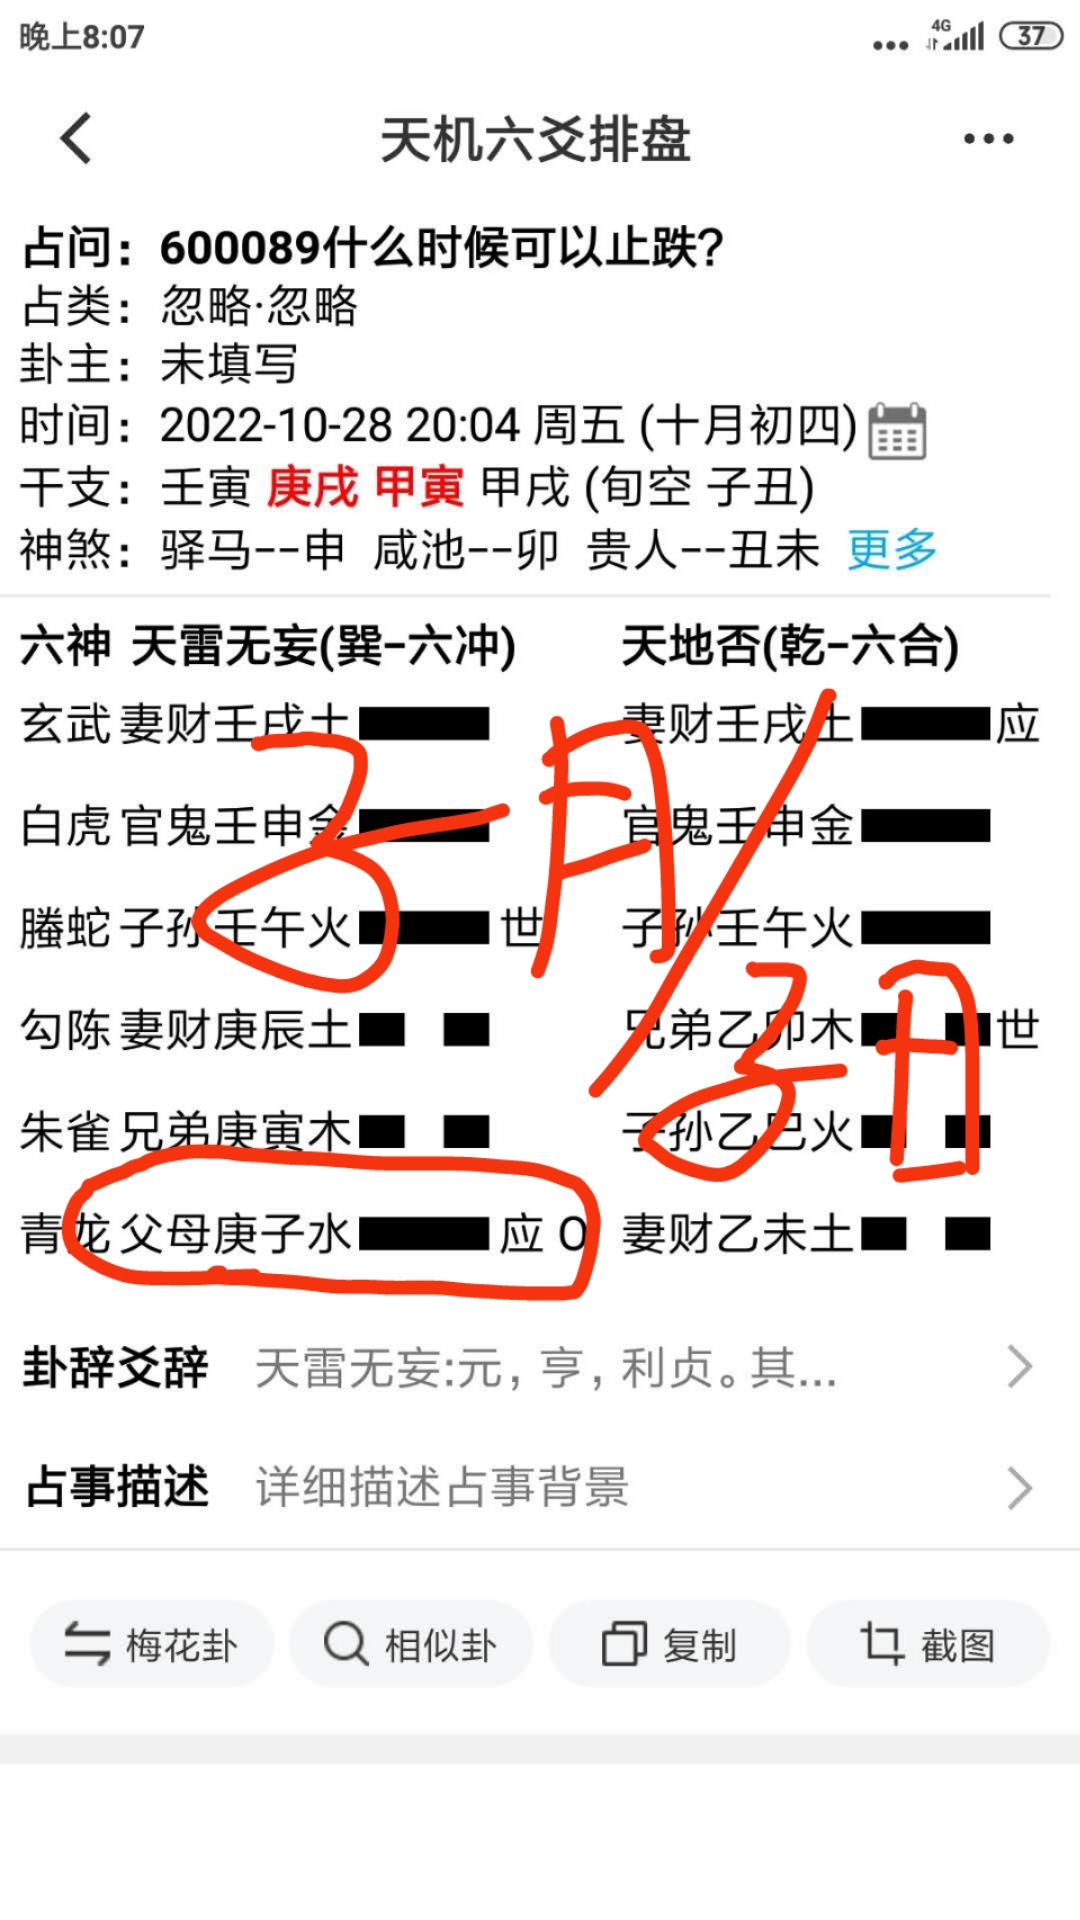 晚上8:07
4G 37
天机六爻排盘
占问：600089什么时候可以止跌？
占类：忽略·忽略
卦主：未填写
时间：2022-10-28 20:04 周五 (十月初四)
干支：壬寅 庚戌 甲寅 甲戌 (旬空 子丑)
神煞：驿马--申 咸池--卯 贵人--丑未 更多
六神 天雷无妄(巽-六冲) 天地否(乾-六合)
玄武 妻财壬戌土 妻财壬戌土 应
白虎 官鬼壬申金 官鬼壬申金
螣蛇 子孙壬午火 世 子孙壬午火
勾陈 妻财庚辰土 兄弟乙卯木 世
朱雀 兄弟庚寅木 子孙乙巳火
青龙 父母庚子水 应 O 妻财乙未土
子月/子日
卦辞爻辞 天雷无妄:元，亨，利贞。其...
占事描述 详细描述占事背景
梅花卦 相似卦 复制 截图